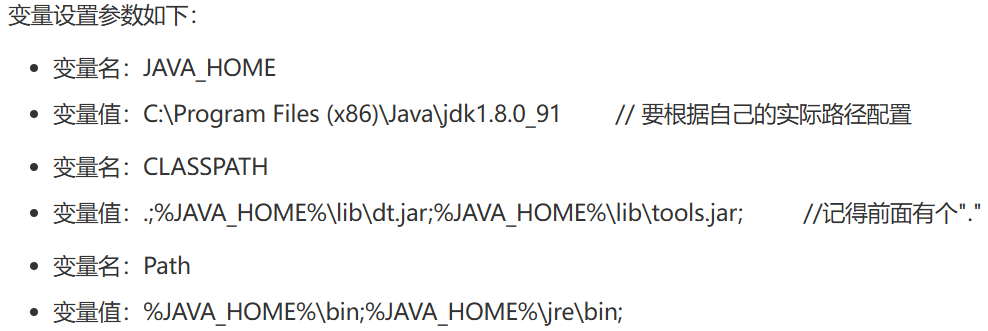 变量设置参数如下：
变量名：JAVA_HOME
变量值：C:\Program Files (x86)\Java\jdk1.8.0_91 // 要根据自己的实际路径配置
变量名：CLASSPATH
变量值：.;%JAVA_HOME%\lib\dt.jar;%JAVA_HOME%\lib\tools.jar; //记得前面有个"."
变量名：Path
变量值：%JAVA_HOME%\bin;%JAVA_HOME%\jre\bin;